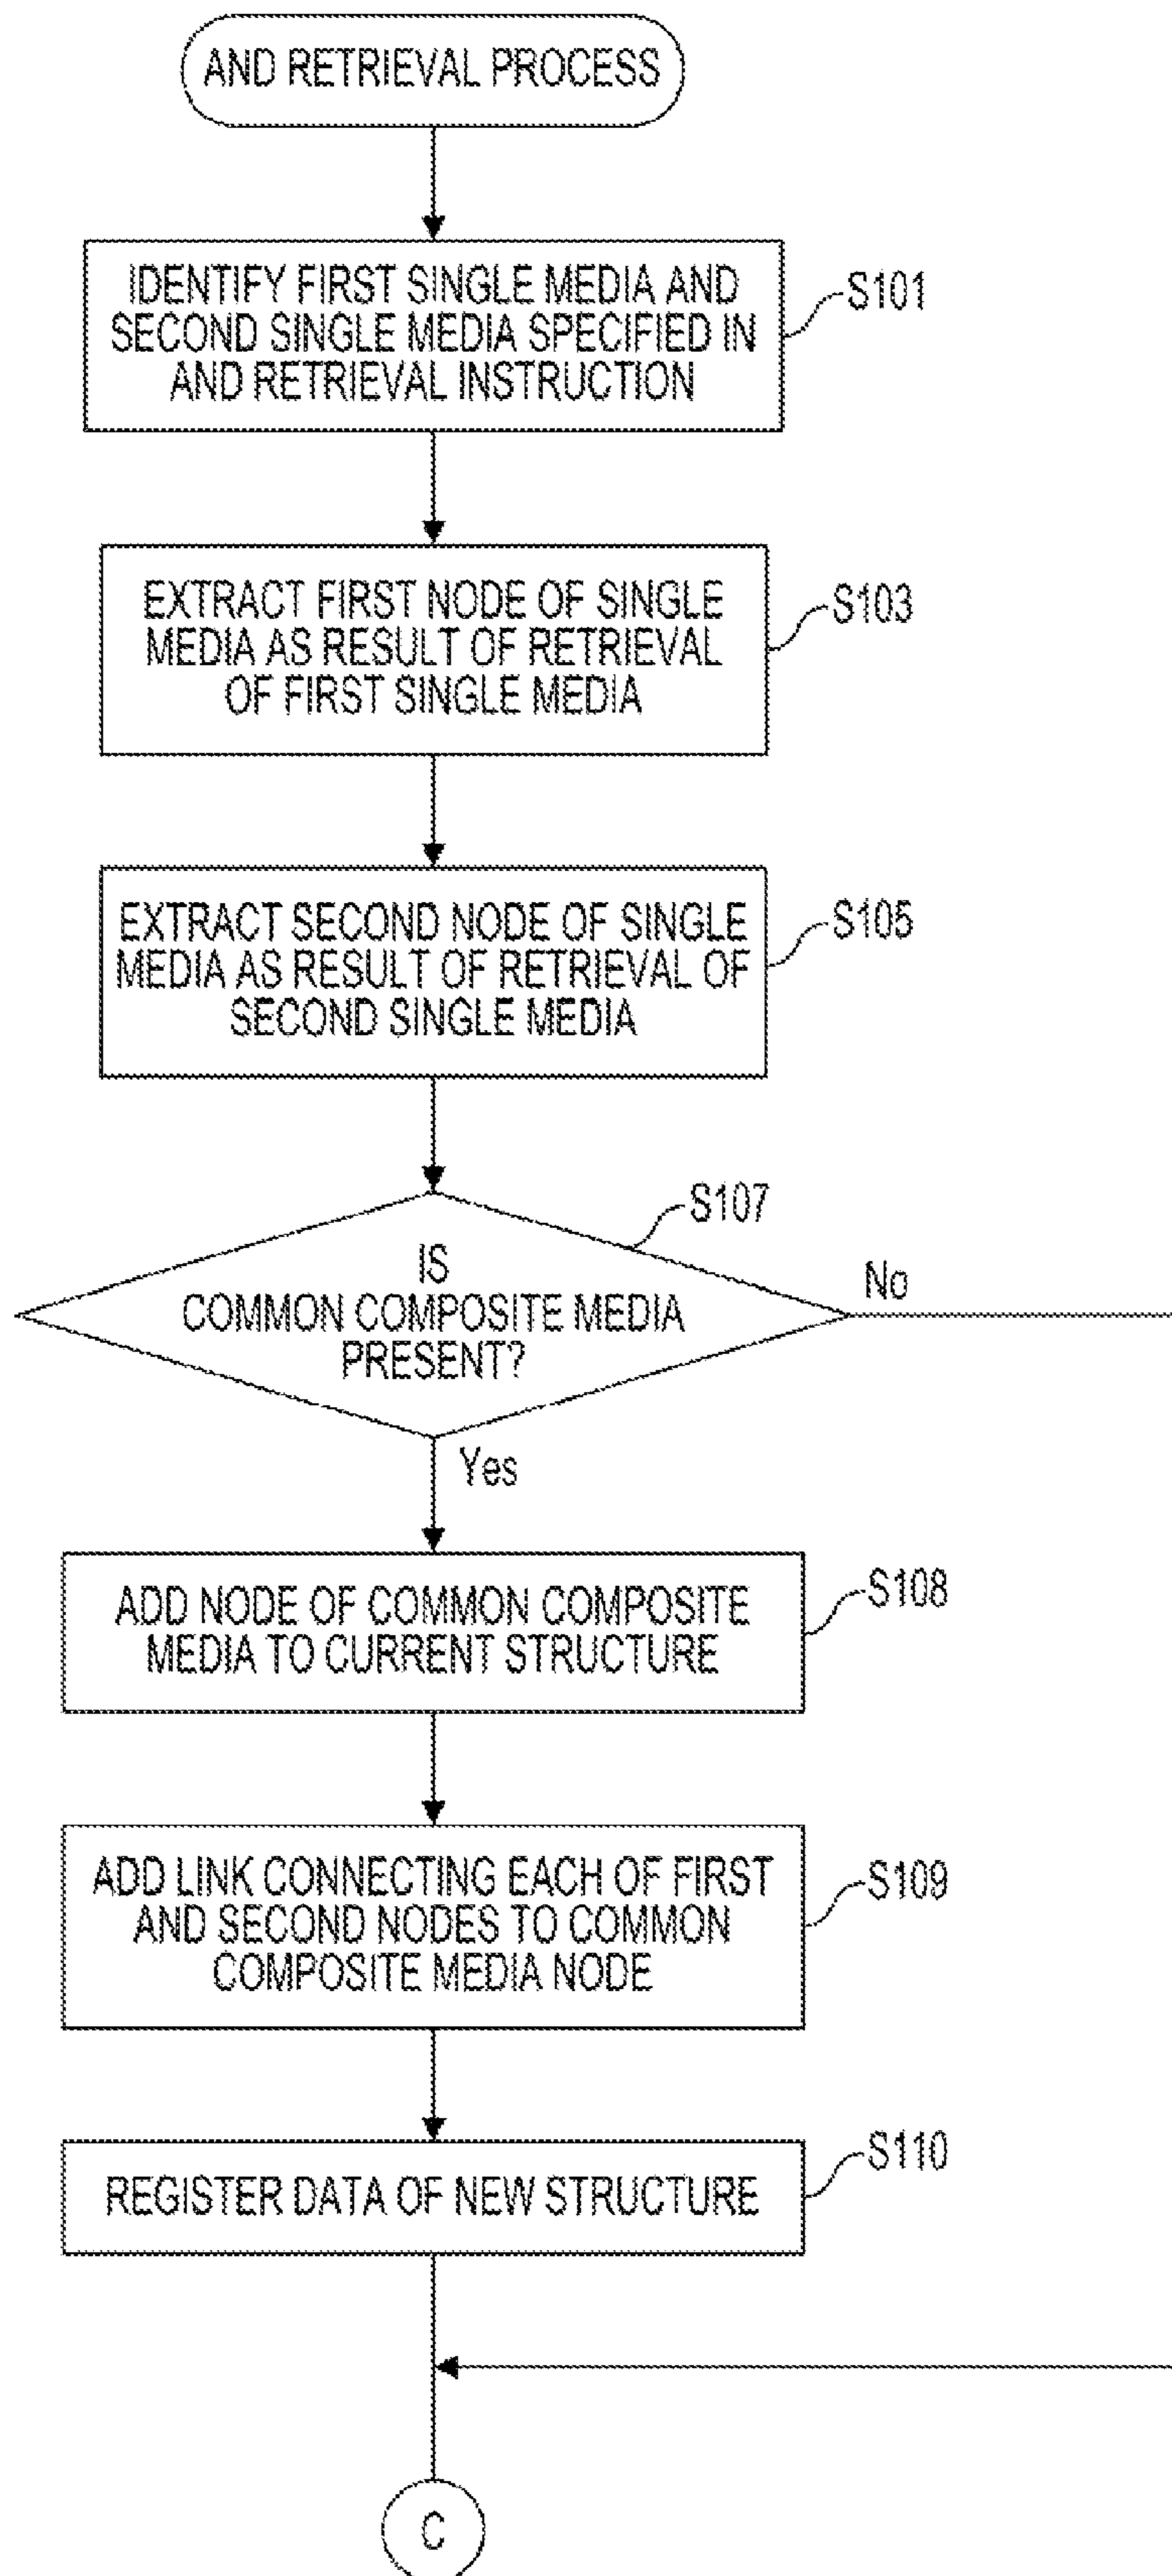 AND RETRIEVAL PROCESS
IDENTIFY FIRST SINGLE MEDIA AND
SECOND SINGLE MEDIA SPECIFIED IN
AND RETRIEVAL INSTRUCTION
S101
EXTRACT FIRST NODE OF SINGLE
MEDIA AS RESULT OF RETRIEVAL
OF FIRST SINGLE MEDIA
S103
EXTRACT SECOND NODE OF SINGLE
MEDIA AS RESULT OF RETRIEVAL OF
SECOND SINGLE MEDIA
S105
S107
IS
COMMON COMPOSITE MEDIA
PRESENT?
No
Yes
ADD NODE OF COMMON COMPOSITE
MEDIA TO CURRENT STRUCTURE
S108
ADD LINK CONNECTING EACH OF FIRST
AND SECOND NODES TO COMMON
COMPOSITE MEDIA NODE
S109
REGISTER DATA OF NEW STRUCTURE
S110
C